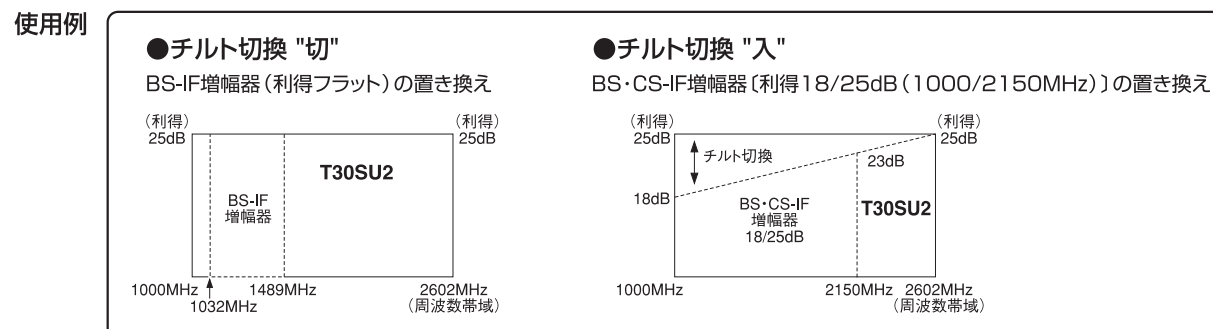 使用例
●チルト切換 "切"
BS-IF増幅器(利得フラット)の置き換え
(利得)
25dB
(利得)
25dB
T30SU2
BS-IF
増幅器
1000MHz
1032MHz
1489MHz
2602MHz
(周波数帯域)
●チルト切換 "入"
BS・CS-IF増幅器〔利得18/25dB(1000/2150MHz)〕の置き換え
(利得)
25dB
(利得)
25dB
チルト切換
23dB
18dB
BS・CS-IF
増幅器
18/25dB
T30SU2
1000MHz
2150MHz
2602MHz
(周波数帯域)